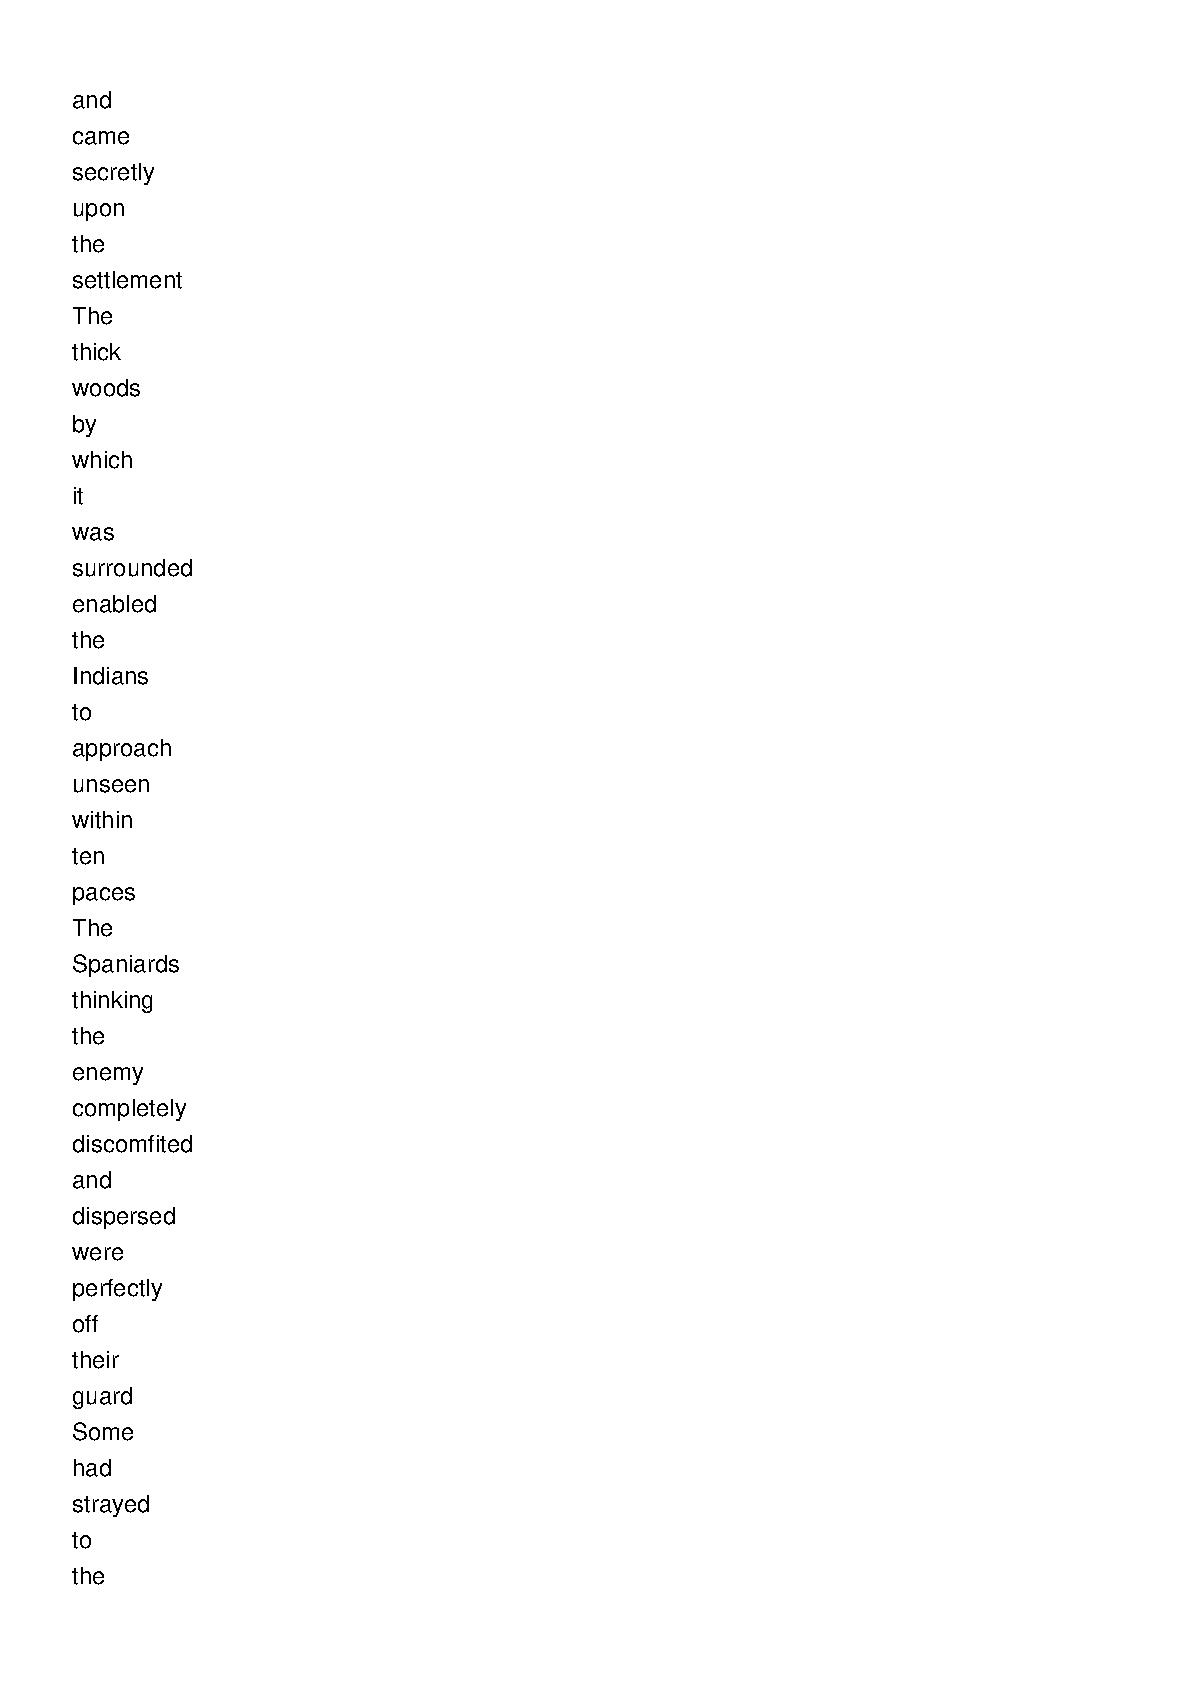 and
came
secretly
upon
the
settlement
The
thick
woods
by
which
it
was
surrounded
enabled
the
Indians
to
approach
unseen
within
ten
paces
The
Spaniards
thinking
the
enemy
completely
discomfited
and
dispersed
were
perfectly
off
their
guard
Some
had
strayed
to
the